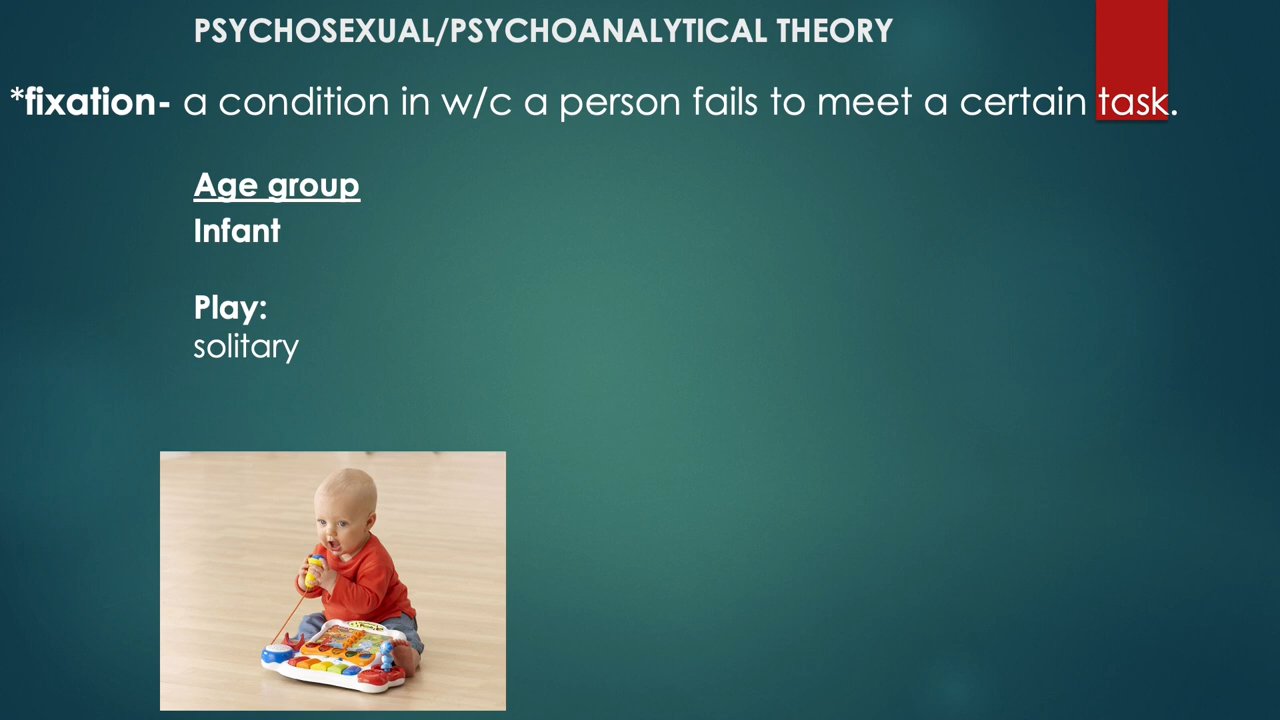 PSYCHOSEXUAL/PSYCHOANALYTICAL THEORY
*fixation- a condition in w/c a person fails to meet a certain task.
Age group
Infant
Play:
solitary